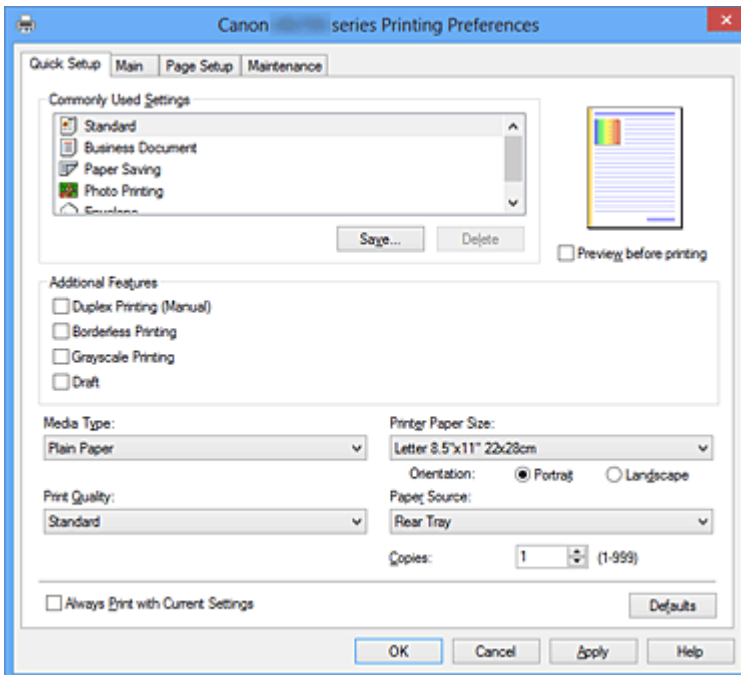 Canon series Printing Preferences
Quick Setup Main Page Setup Maintenance
Commonly Used Settings
Standard
Business Document
Paper Saving
Photo Printing
Envelope
Save... Delete
Preview before printing
Additional Features
Duplex Printing (Manual)
Borderless Printing
Grayscale Printing
Draft
Media Type:
Plain Paper
Printer Paper Size:
Letter 8.5"x11" 22x28cm
Orientation: Portrait Landscape
Print Quality:
Standard
Paper Source:
Rear Tray
Copies: 1 (1-999)
Always Print with Current Settings
Defaults
OK Cancel Apply Help